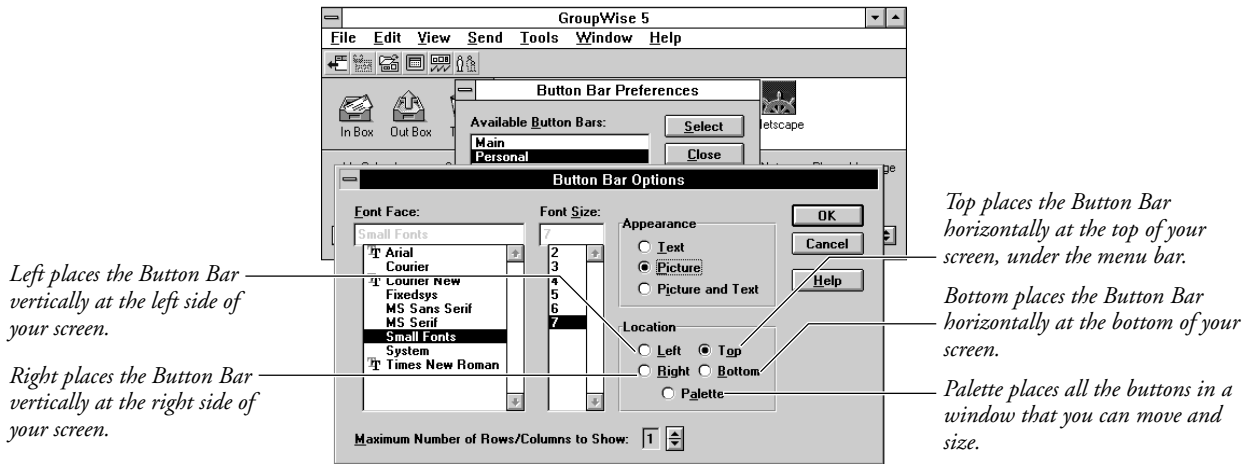 GroupWise 5
File Edit View Send Tools Window Help
Button Bar Preferences
In Box Out Box
Available Button Bars:
Select
Main
Personal
Close
Button Bar Options
Font Face:
Small Fonts
Arial
Courier
Courier New
Fixedsys
MS Sans Serif
MS Serif
Small Fonts
System
Times New Roman
Font Size:
7
2
3
4
5
6
7
Appearance
Text
Picture
Picture and Text
Location
Left Top
Right Bottom
Palette
OK
Cancel
Help
Maximum Number of Rows/Columns to Show: 1
Left places the Button Bar
vertically at the left side of
your screen.
Right places the Button Bar
vertically at the right side of
your screen.
Top places the Button Bar
horizontally at the top of your
screen, under the menu bar.
Bottom places the Button Bar
horizontally at the bottom of your
screen.
Palette places all the buttons in a
window that you can move and
size.